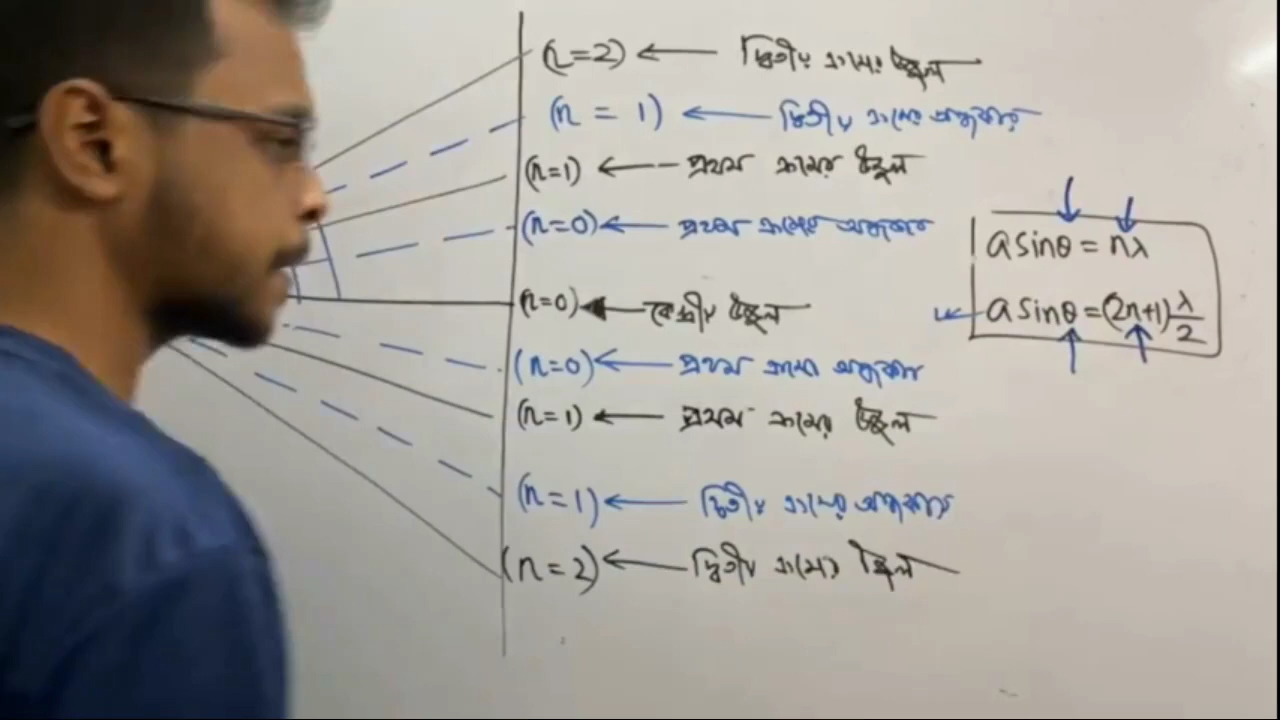 (n=2) ← দ্বিতীয় ক্রমের উজ্জ্বল
(n = 1) ← দ্বিতীয় ক্রমের অন্ধকার
(n=1) ← প্রথম ক্রমের উজ্জ্বল
(n=0) ← প্রথম ক্রমের অন্ধকার
(n=0) ← কেন্দ্রীয় উজ্জ্বল
(n=0) ← প্রথম ক্রমের অন্ধকার
(n=1) ← প্রথম ক্রমের উজ্জ্বল
(n=1) ← দ্বিতীয় ক্রমের অন্ধকার
(n=2) ← দ্বিতীয় ক্রমের উজ্জ্বল
a sinθ = nλ
a sinθ = (2n+1) λ/2